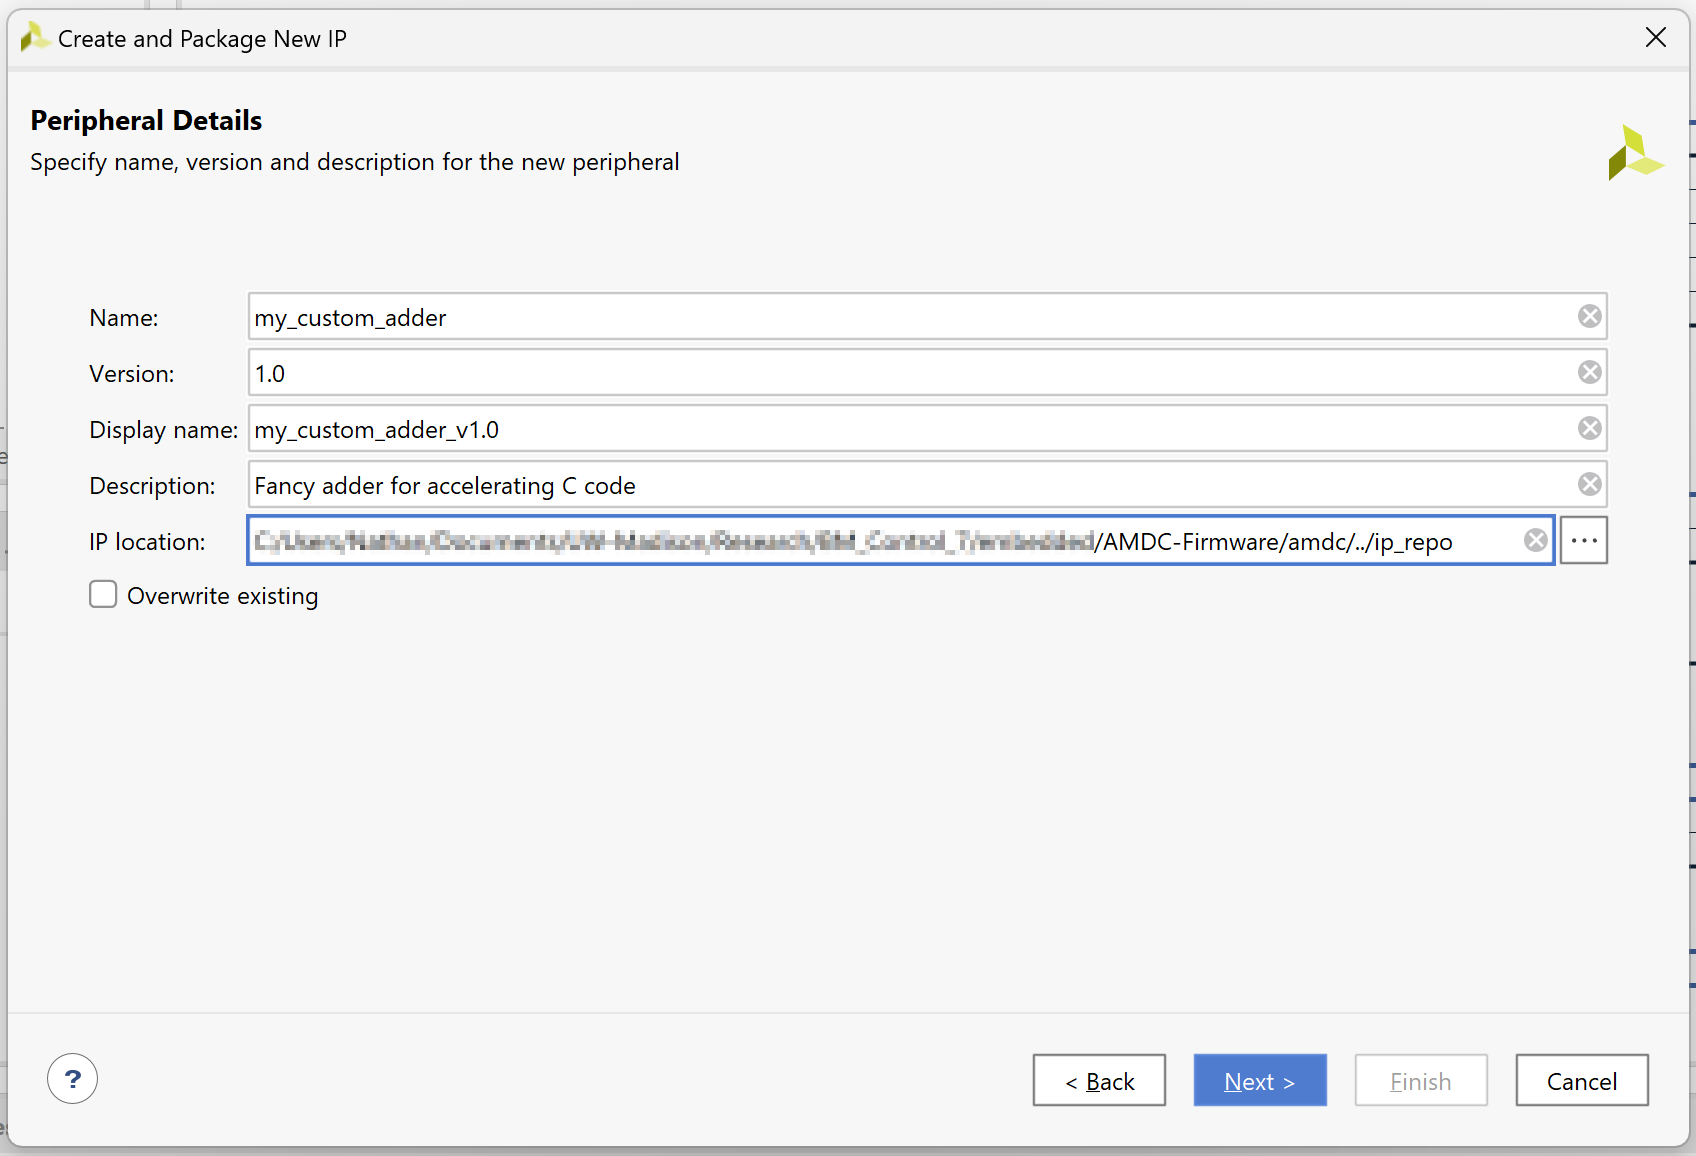 Create and Package New IP
Peripheral Details
Specify name, version and description for the new peripheral
Name: my_custom_adder
Version: 1.0
Display name: my_custom_adder_v1.0
Description: Fancy adder for accelerating C code
IP location: /AMDC-Firmware/amdc/../ip_repo ...
Overwrite existing
? < Back Next > Finish Cancel